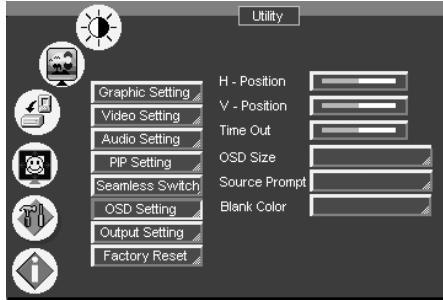 Utility
Graphic Setting
Video Setting
Audio Setting
PIP Setting
Seamless Switch
OSD Setting
Output Setting
Factory Reset
H - Position
V - Position
Time Out
OSD Size
Source Prompt
Blank Color